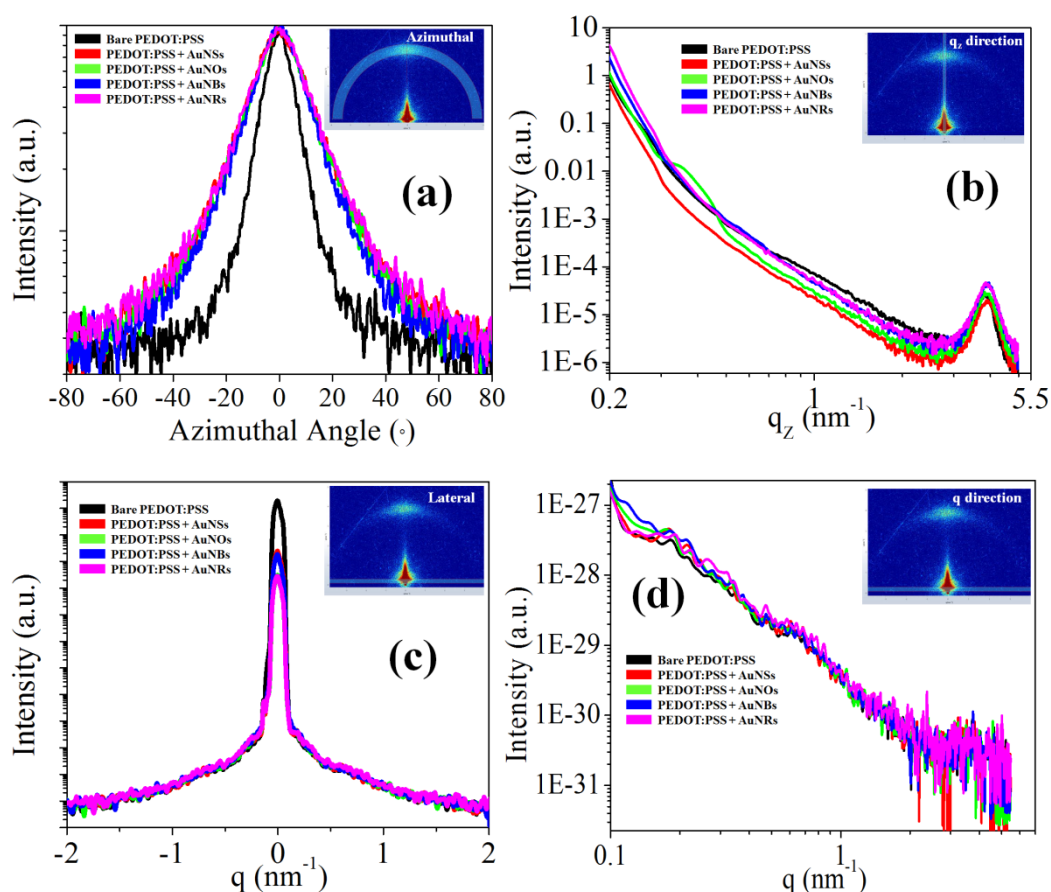 Bare PEDOT:PSS
PEDOT:PSS + AuNSs
PEDOT:PSS + AuNOs
PEDOT:PSS + AuNBs
PEDOT:PSS + AuNRs
Azimuthal
(a)
Intensity (a.u.)
-80 -60 -40 -20 0 20 40 60 80
Azimuthal Angle (◦)
Bare PEDOT:PSS
PEDOT:PSS + AuNSs
PEDOT:PSS + AuNOs
PEDOT:PSS + AuNBs
PEDOT:PSS + AuNRs
qz direction
(b)
Intensity (a.u.)
10
1
0.1
0.01
1E-3
1E-4
1E-5
1E-6
0.2 1 5.5
qZ (nm-1)
Bare PEDOT:PSS
PEDOT:PSS + AuNSs
PEDOT:PSS + AuNOs
PEDOT:PSS + AuNBs
PEDOT:PSS + AuNRs
Lateral
(c)
Intensity (a.u.)
-2 -1 0 1 2
q (nm-1)
q direction
(d)
Intensity (a.u.)
1E-27
1E-28
1E-29
1E-30
1E-31
Bare PEDOT:PSS
PEDOT:PSS + AuNSs
PEDOT:PSS + AuNOs
PEDOT:PSS + AuNBs
PEDOT:PSS + AuNRs
0.1 1
q (nm-1)